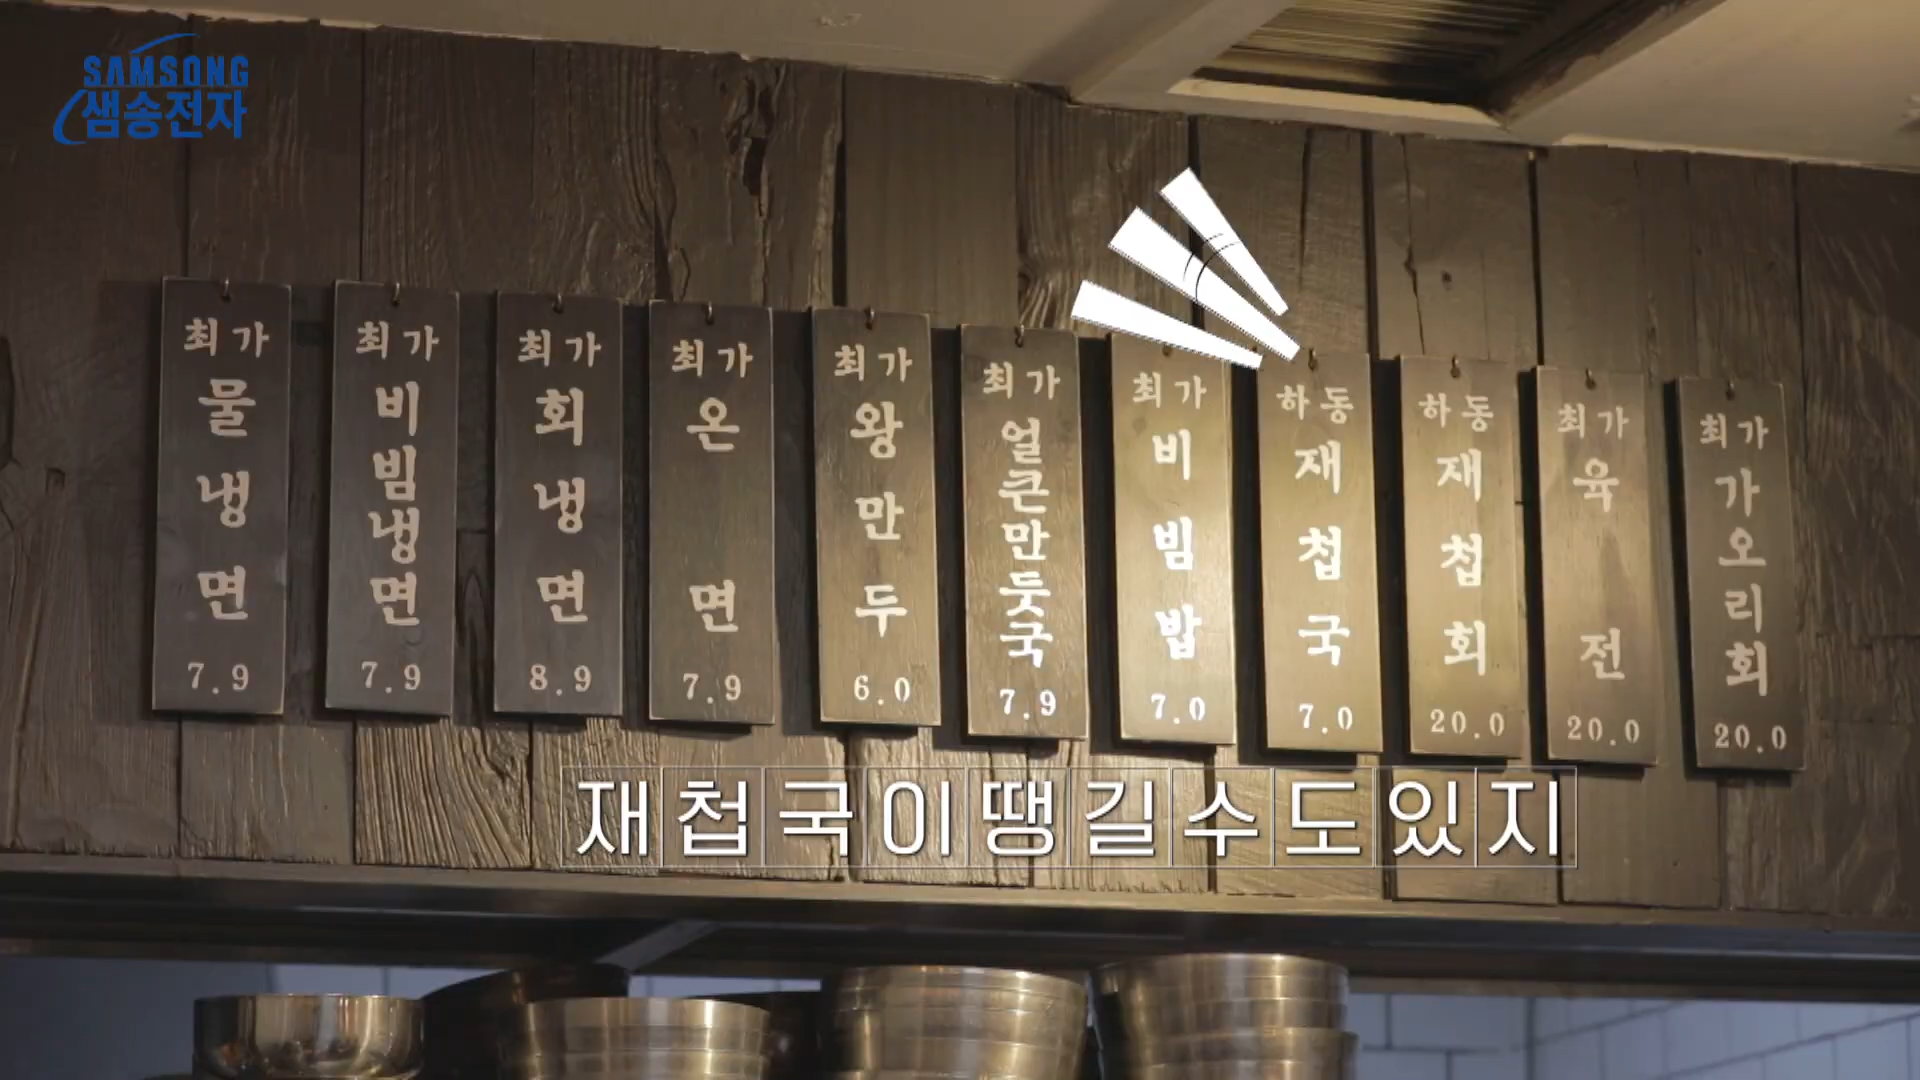 SAMSONG
샘송전자
최가 물냉면 7.9
최가 비빔냉면 7.9
최가 회냉면 8.9
최가 온면 7.9
최가 왕만두 6.0
최가 얼큰만둣국 7.9
최가 비빔밥 7.0
하동 재첩국 7.0
하동 재첩회 20.0
최가 육전 20.0
최가 가오리회 20.0
재첩국이땡길수도있지